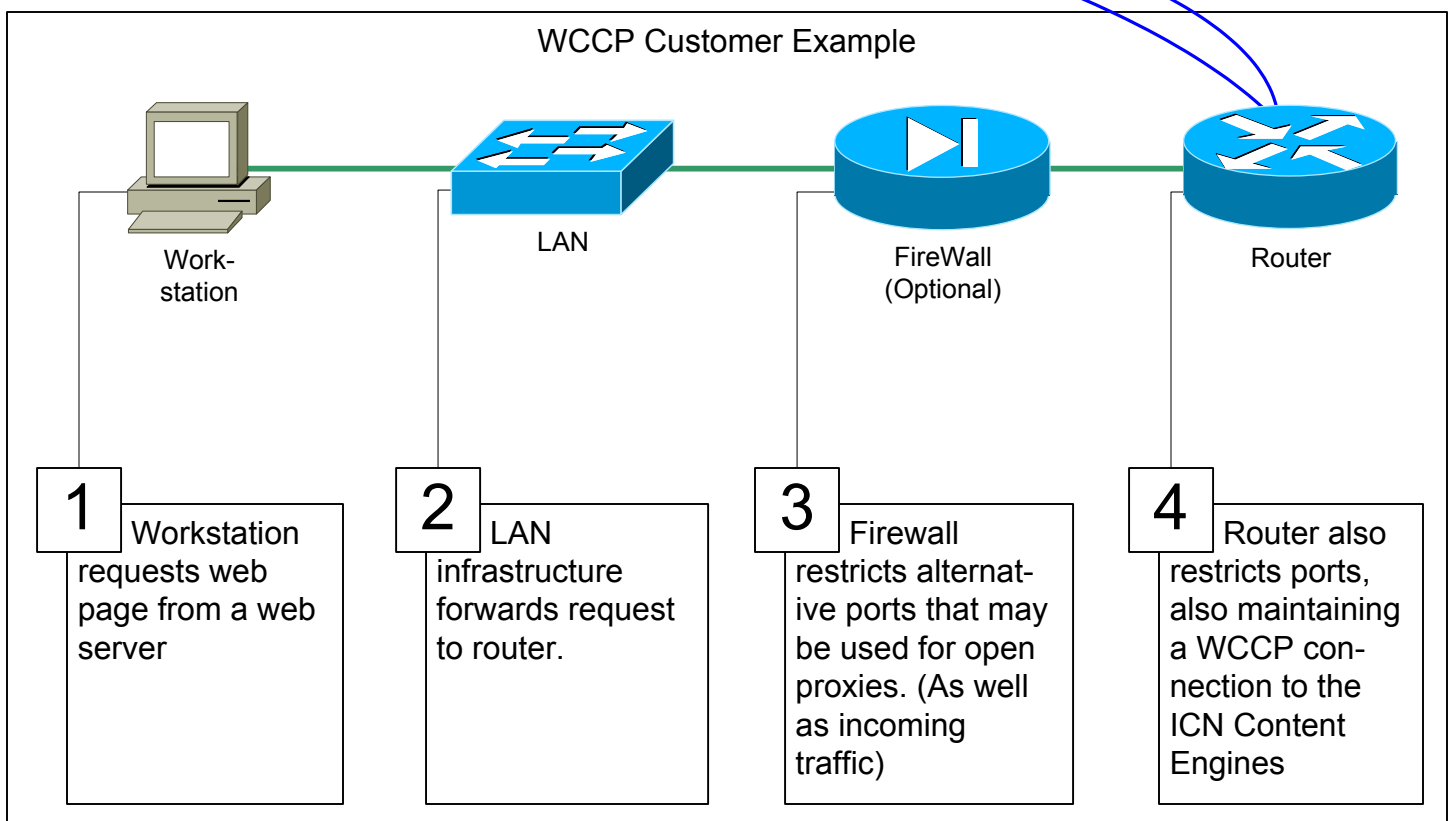 WCCP Customer Example
Work-
station
LAN
FireWall
(Optional)
Router
1
Workstation
requests web
page from a web
server
2
LAN
infrastructure
forwards request
to router.
3
Firewall
restricts alternat-
ive ports that may
be used for open
proxies. (As well
as incoming
traffic)
4
Router also
restricts ports,
also maintaining
a WCCP con-
nection to the
ICN Content
Engines